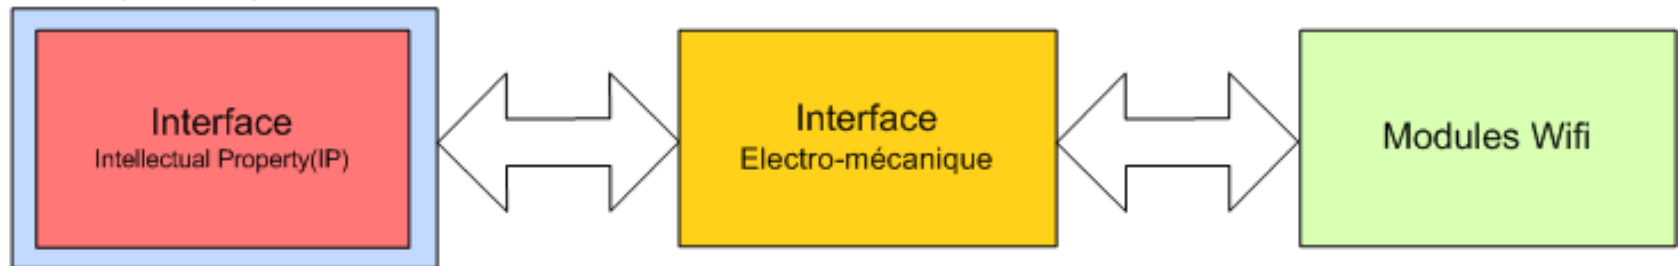 Interface
Intellectual Property(IP)
Interface
Electro-mécanique
Modules Wifi